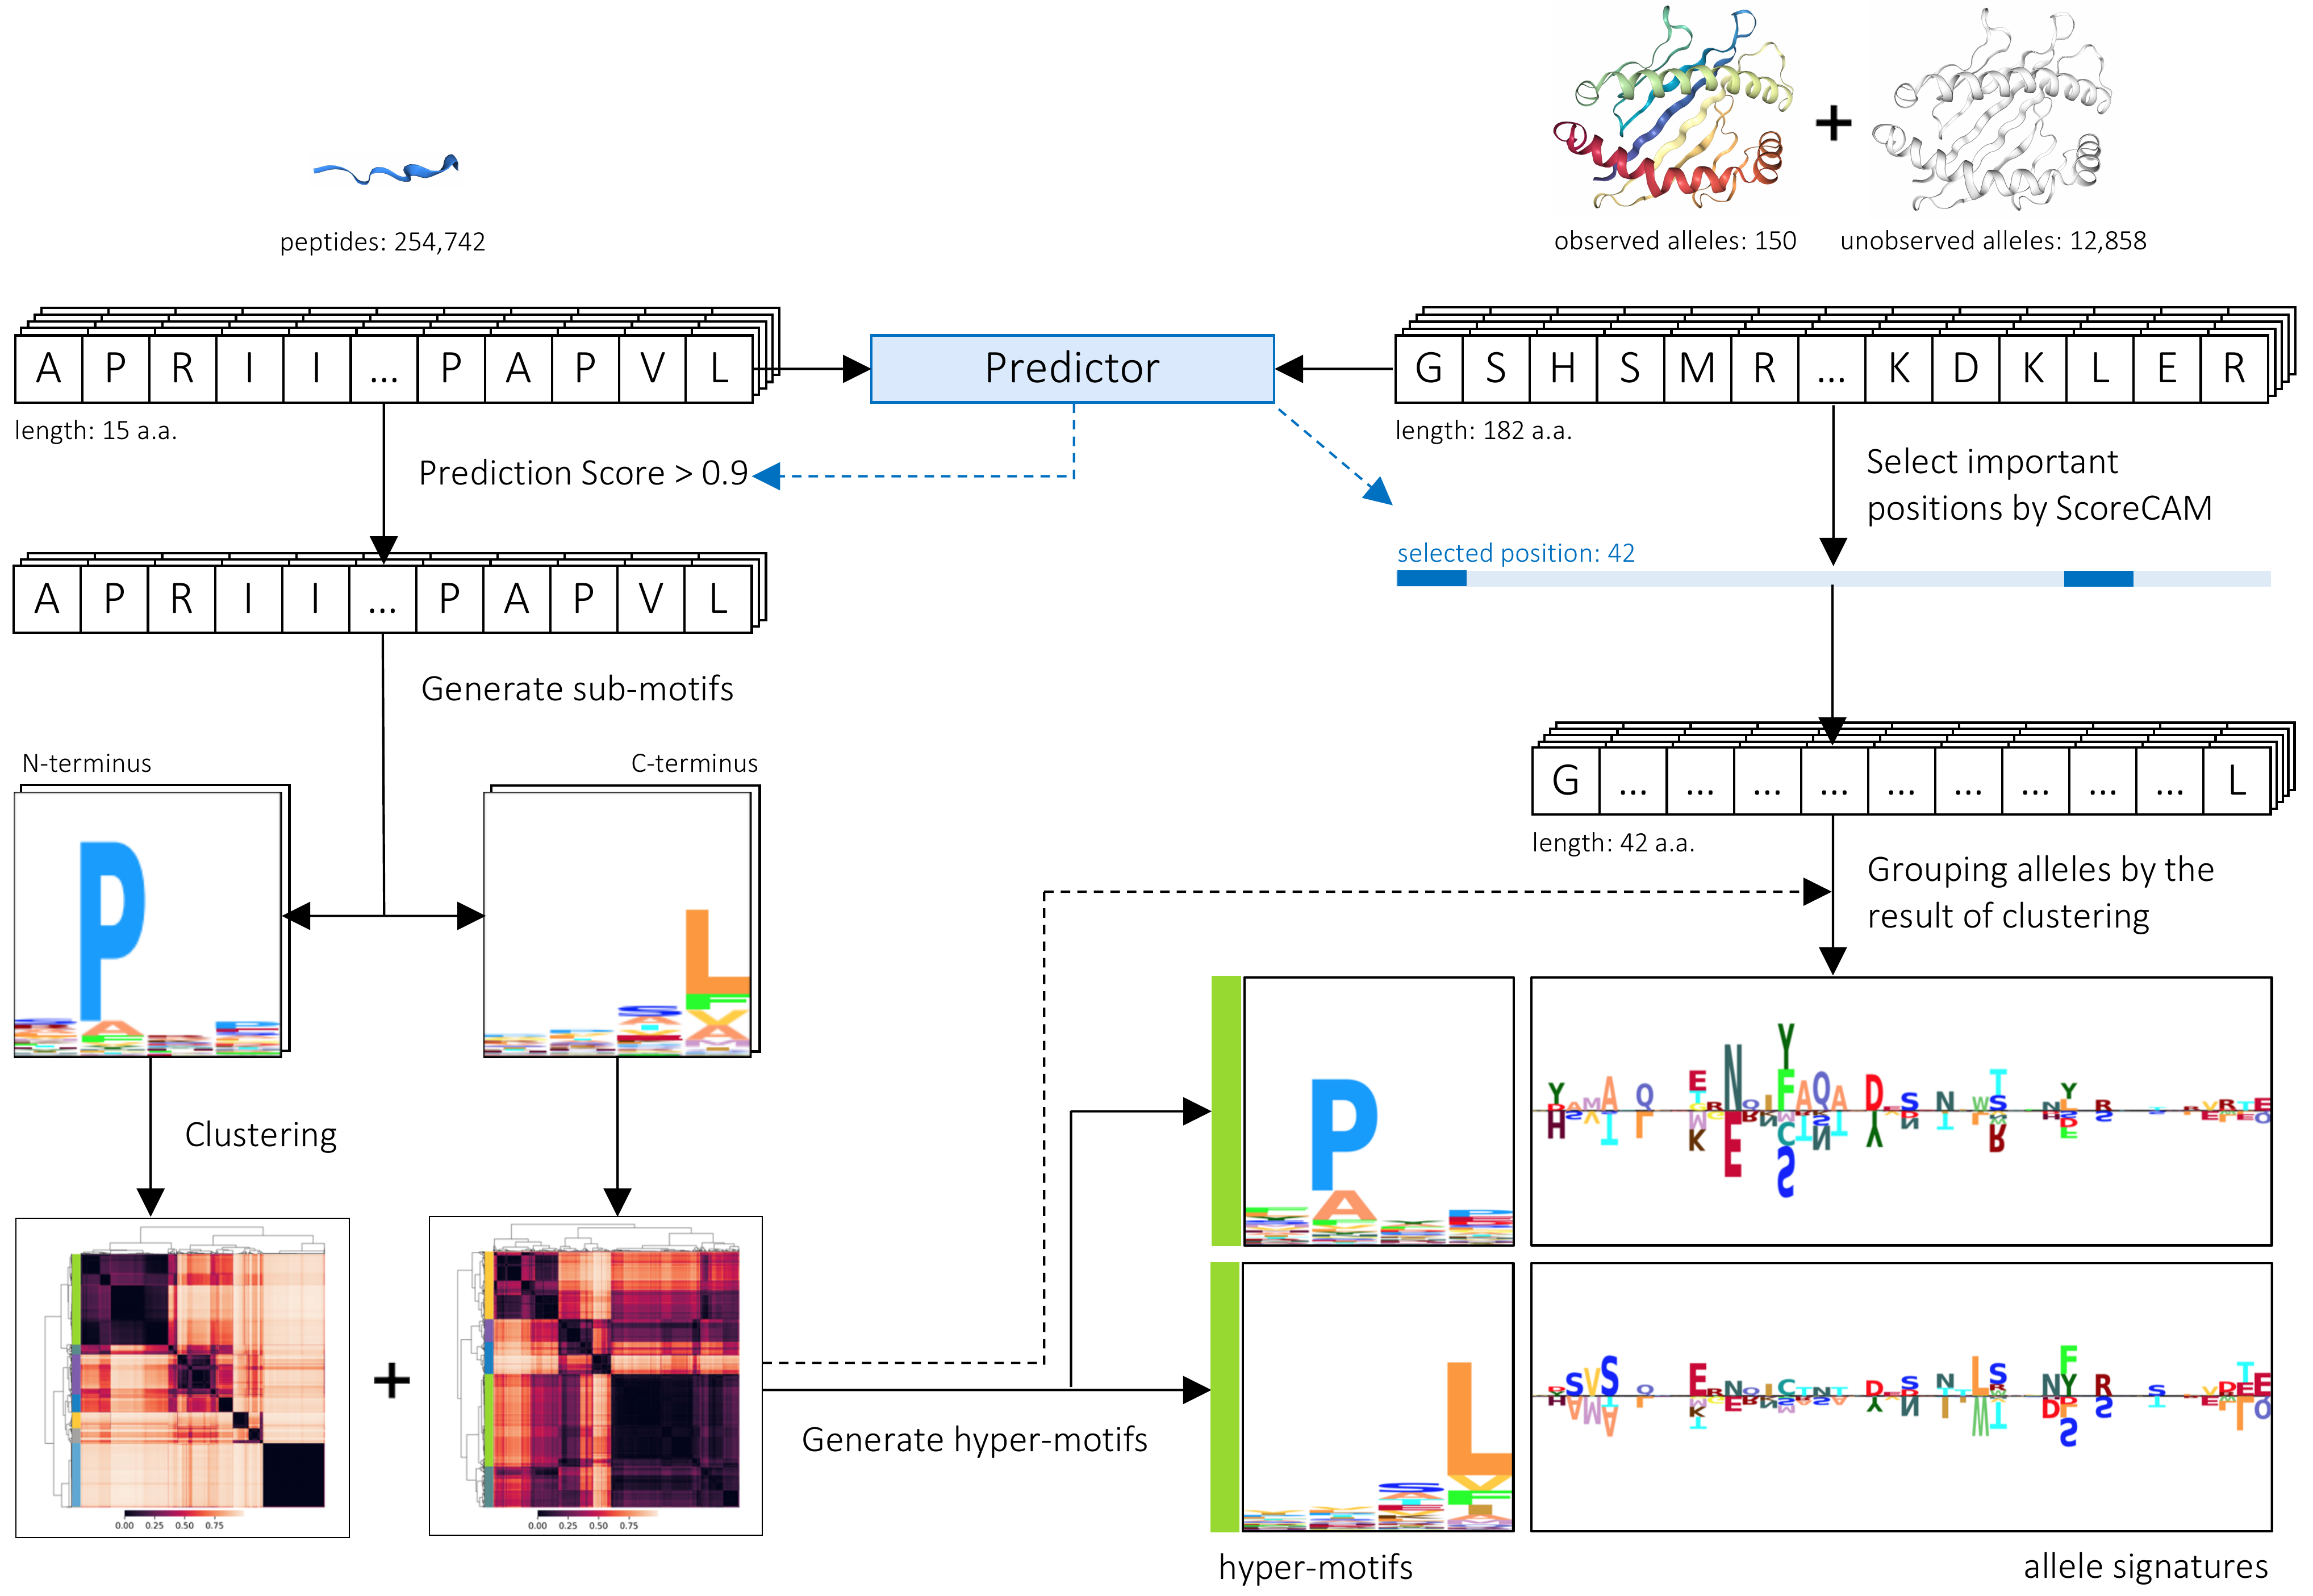 peptides: 254,742
observed alleles: 150
unobserved alleles: 12,858
A P R I I ... P A P V L
Predictor
G S H S M R ... K D K L E R
length: 15 a.a.
length: 182 a.a.
Prediction Score > 0.9
Select important
positions by ScoreCAM
selected position: 42
A P R I I ... P A P V L
Generate sub-motifs
N-terminus
C-terminus
G ... ... ... ... ... ... ... ... ... L
length: 42 a.a.
Grouping alleles by the
result of clustering
P
A
L
Clustering
P
A
L
0.00 0.25 0.50 0.75
0.00 0.25 0.50 0.75
Generate hyper-motifs
hyper-motifs
allele signatures